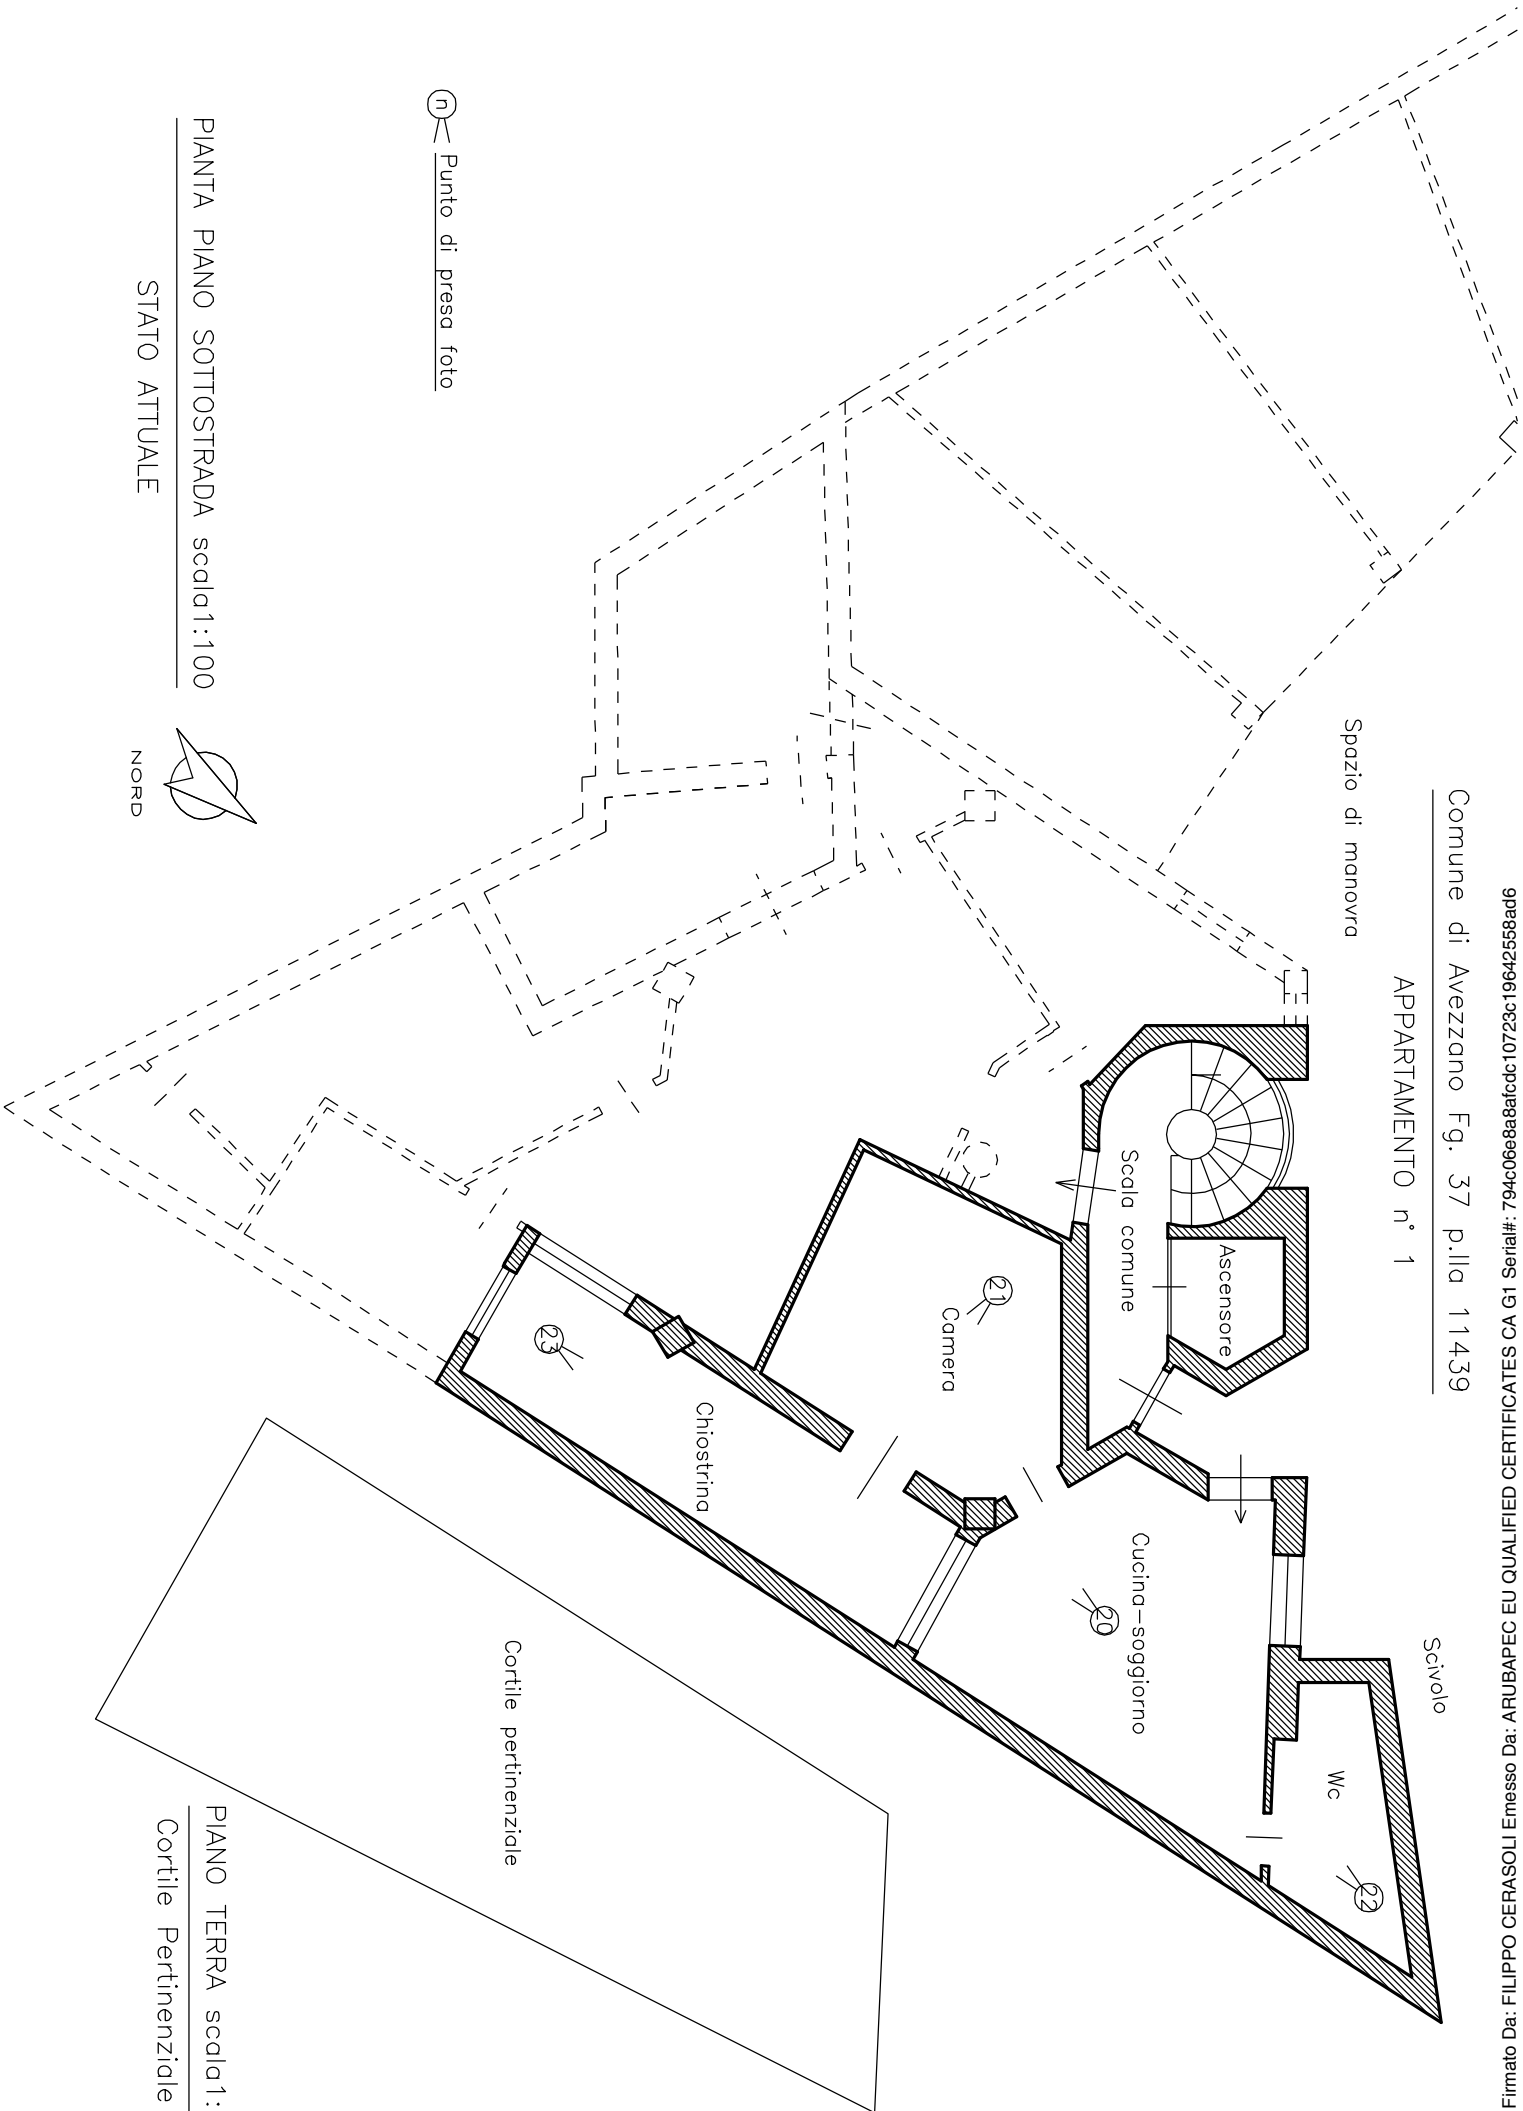 Comune di Avezzano Fg. 37 p.lla 11439
APPARTAMENTO n° 1
Spazio di manovra
Scivolo
Wc
22
Ascensore
Scala comune
Cucina-soggiorno
20
21
Camera
Chiostrina
23
Cortile pertinenziale
n Punto di presa foto
PIANTA PIANO SOTTOSTRADA scala1:100
STATO ATTUALE
NORD
PIANO TERRA scala1:
Cortile Pertinenziale
Firmato Da: FILIPPO CERASOLI Emesso Da: ARUBAPEC EU QUALIFIED CERTIFICATES CA G1 Serial#: 794c06e8a8afcdc10723c19642558ad6